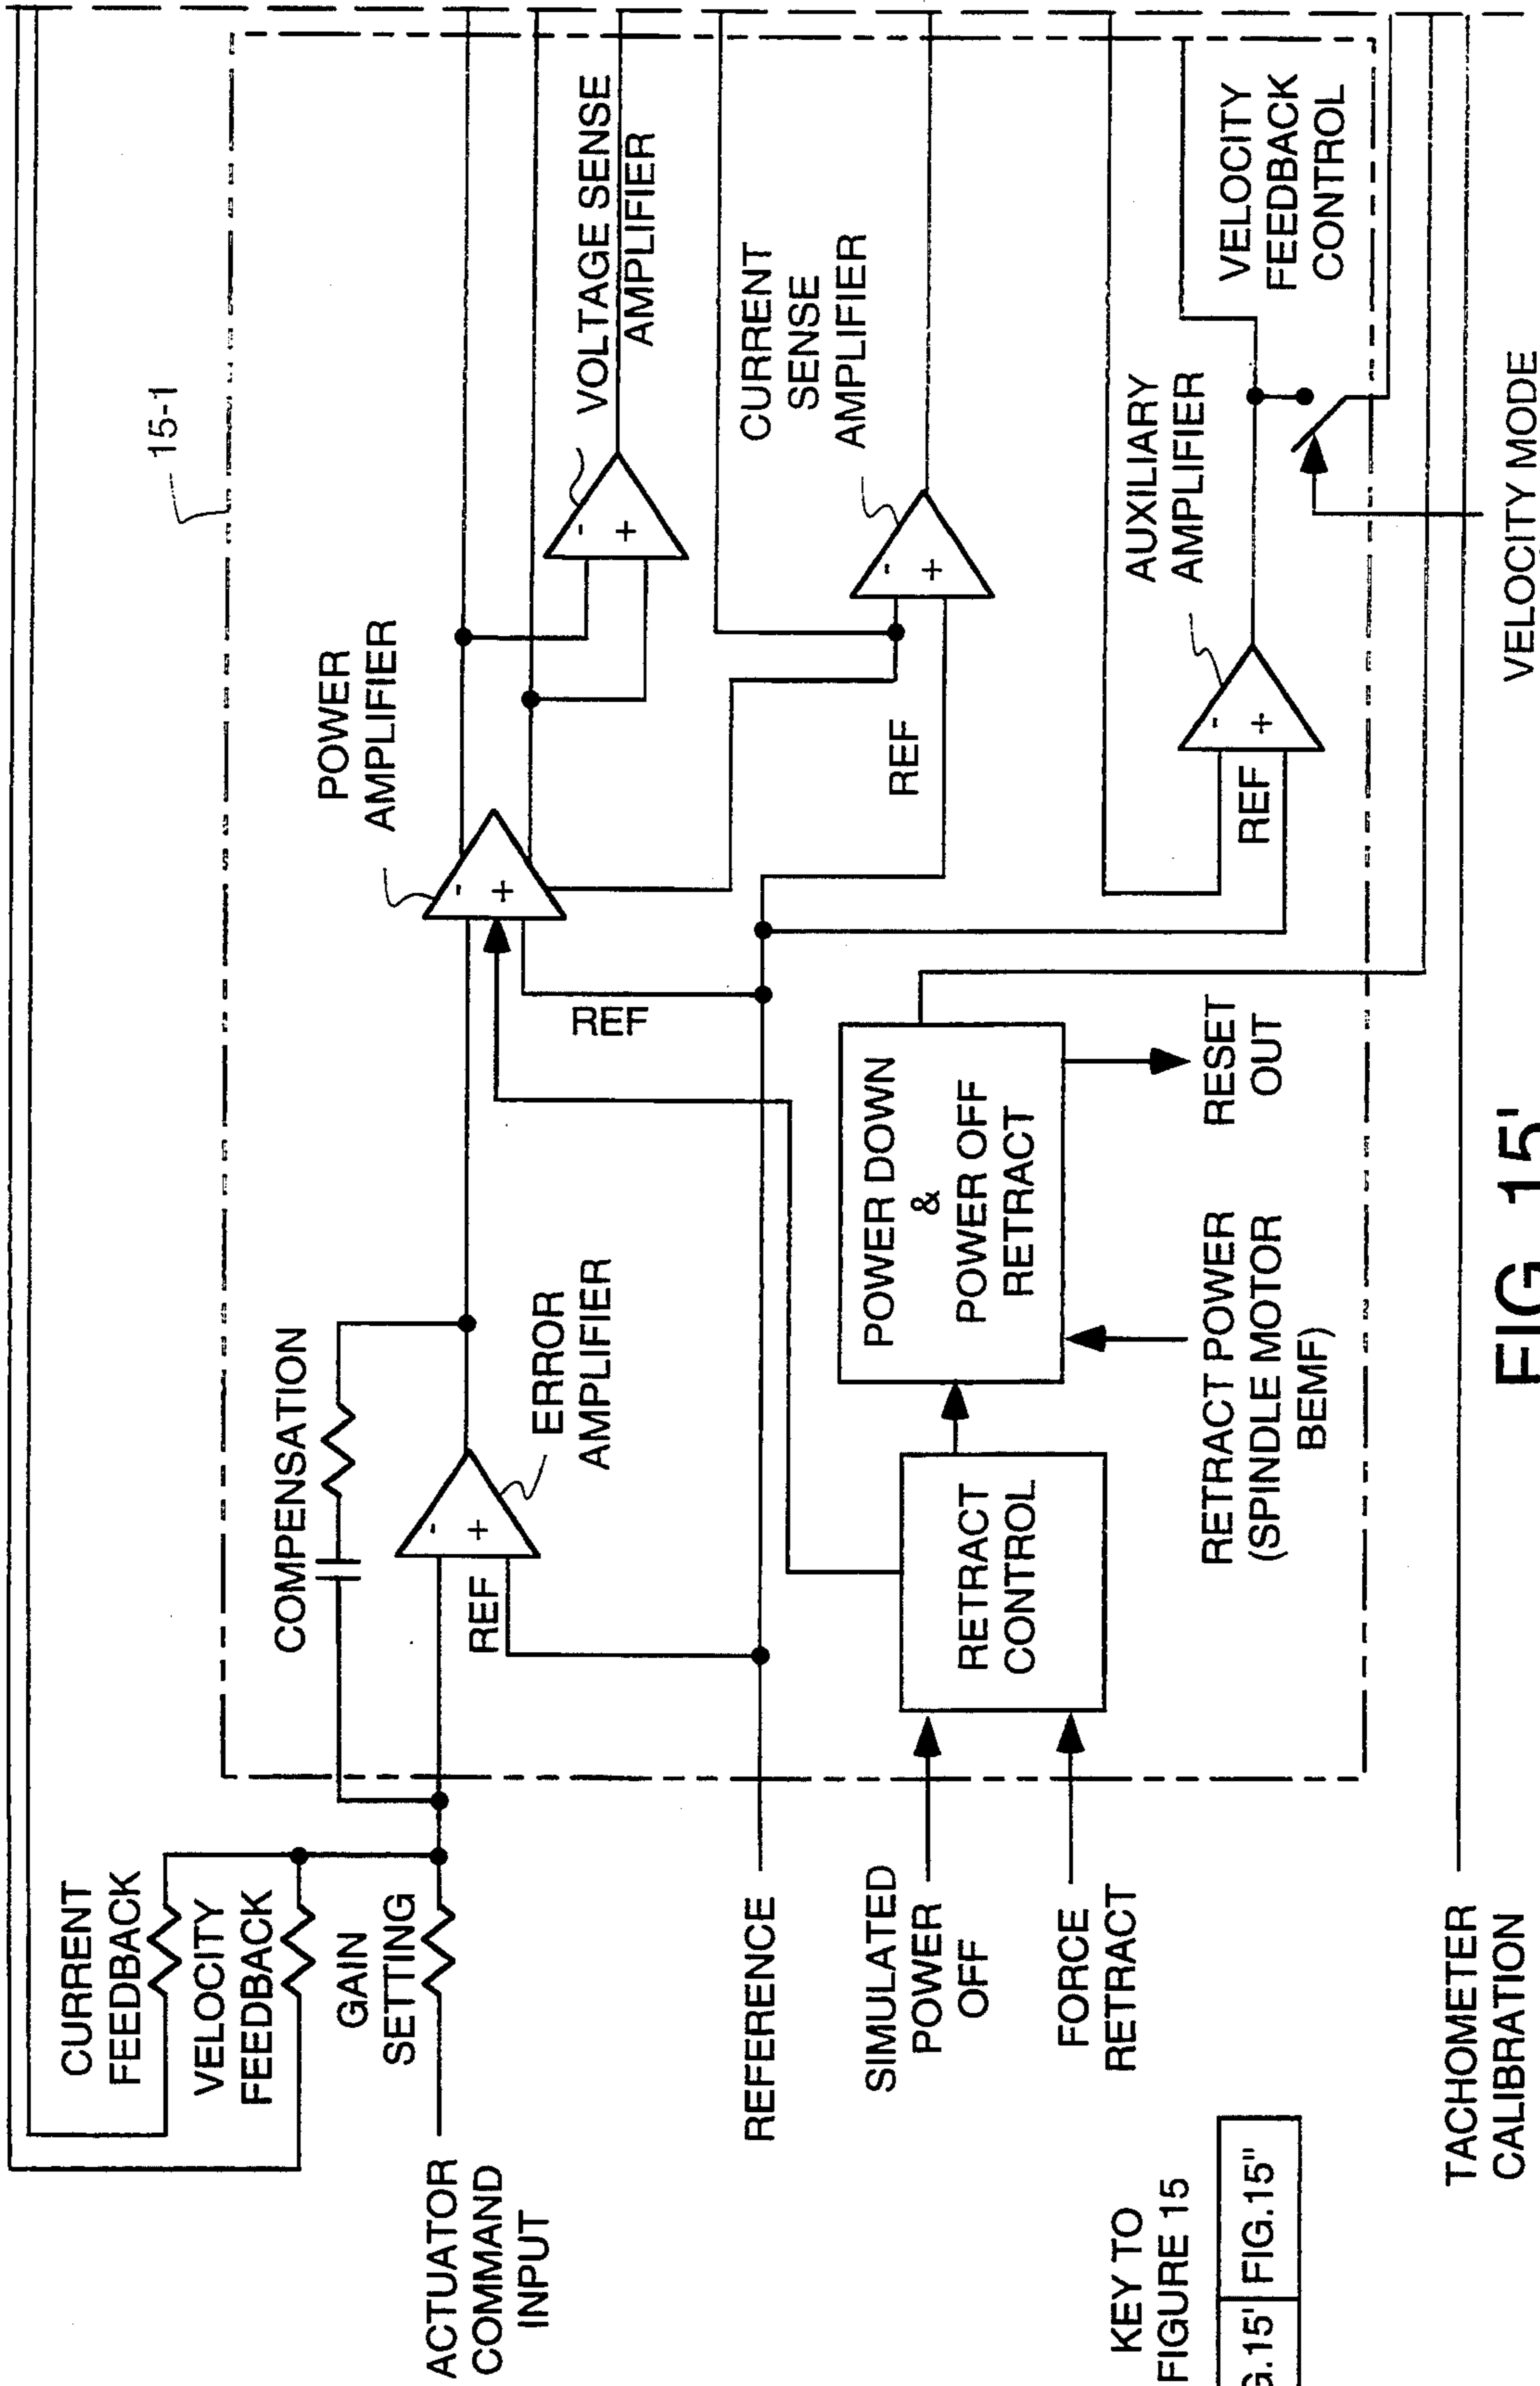 CURRENT
FEEDBACK
VELOCITY
FEEDBACK
GAIN
SETTING
ACTUATOR
COMMAND
INPUT
15-1
COMPENSATION
-
+
REF
ERROR
AMPLIFIER
POWER
AMPLIFIER
-
+
REF
VOLTAGE SENSE
AMPLIFIER
-
+
CURRENT
SENSE
AMPLIFIER
-
+
REF
REFERENCE
SIMULATED
POWER
OFF
FORCE
RETRACT
RETRACT
CONTROL
POWER DOWN
&
POWER OFF
RETRACT
RETRACT POWER
(SPINDLE MOTOR
BEMF)
RESET
OUT
AUXILIARY
AMPLIFIER
-
+
REF
VELOCITY
FEEDBACK
CONTROL
VELOCITY MODE
TACHOMETER
CALIBRATION
KEY TO
FIGURE 15
G.15' FIG.15"
FIG. 15'